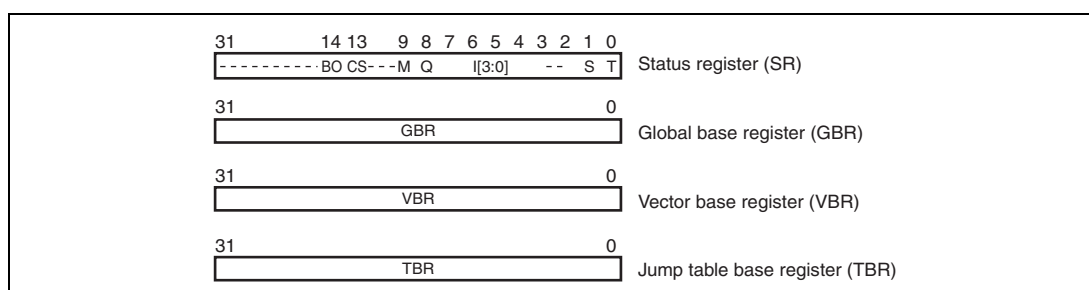 31 14 13 9 8 7 6 5 4 3 2 1 0
---------- BO CS---M Q I[3:0] -- S T Status register (SR)
31 0
GBR Global base register (GBR)
31 0
VBR Vector base register (VBR)
31 0
TBR Jump table base register (TBR)